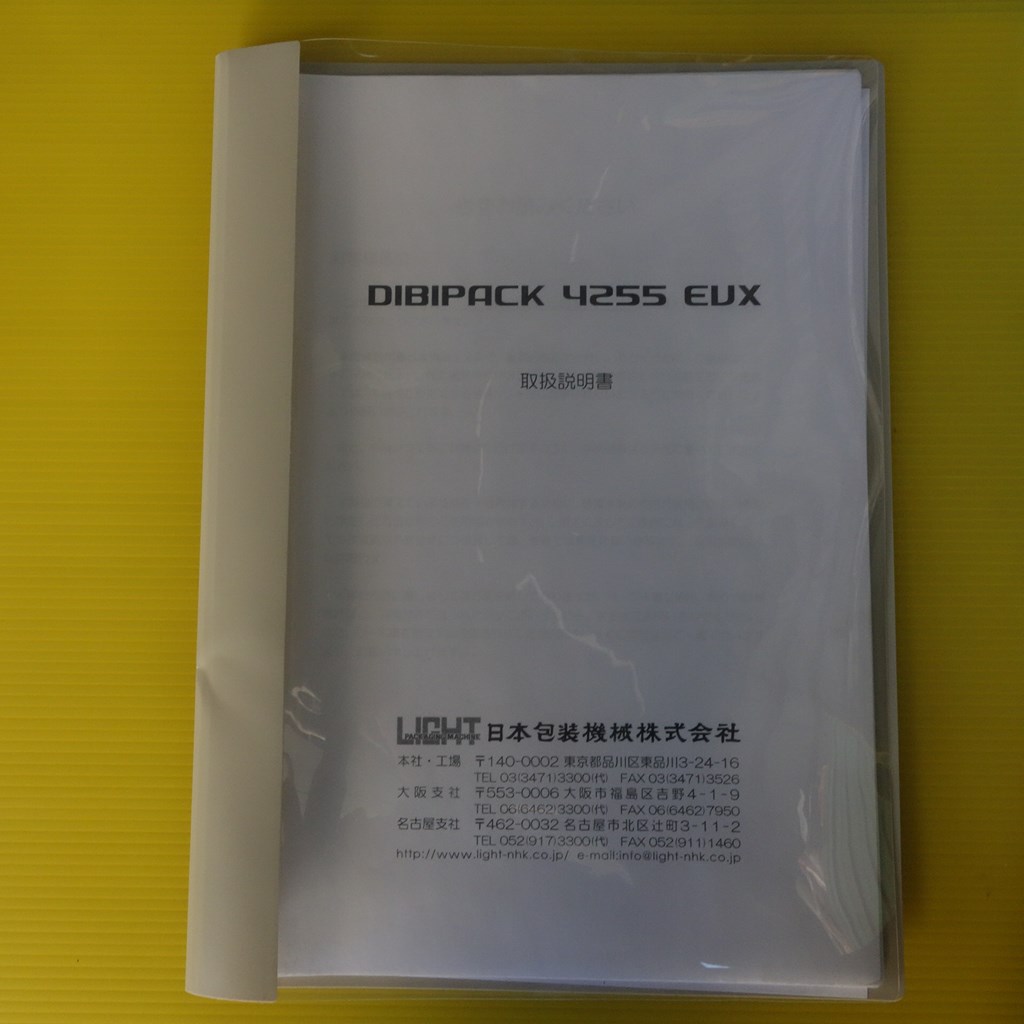 DIBIPACK 4255 EVX
取扱説明書
LIGHT PACKAGING MACHINE 日本包装機械株式会社
本社・工場 〒140-0002 東京都品川区東品川3-24-16
TEL 03(3471)3300(代) FAX 03(3471)3526
大阪支社 〒553-0006 大阪市福島区吉野4-1-9
TEL 06(6462)3300(代) FAX 06(6462)7950
名古屋支社 〒462-0032 名古屋市北区辻町3-11-2
TEL 052(917)3300(代) FAX 052(911)1460
http://www.light-nhk.co.jp/ e-mail:info@light-nhk.co.jp